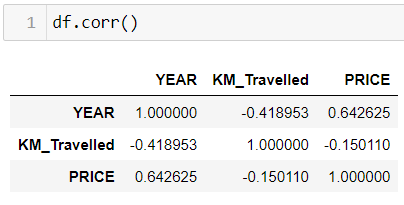 1 df.corr()
YEAR KM_Travelled PRICE
YEAR 1.000000 -0.418953 0.642625
KM_Travelled -0.418953 1.000000 -0.150110
PRICE 0.642625 -0.150110 1.000000